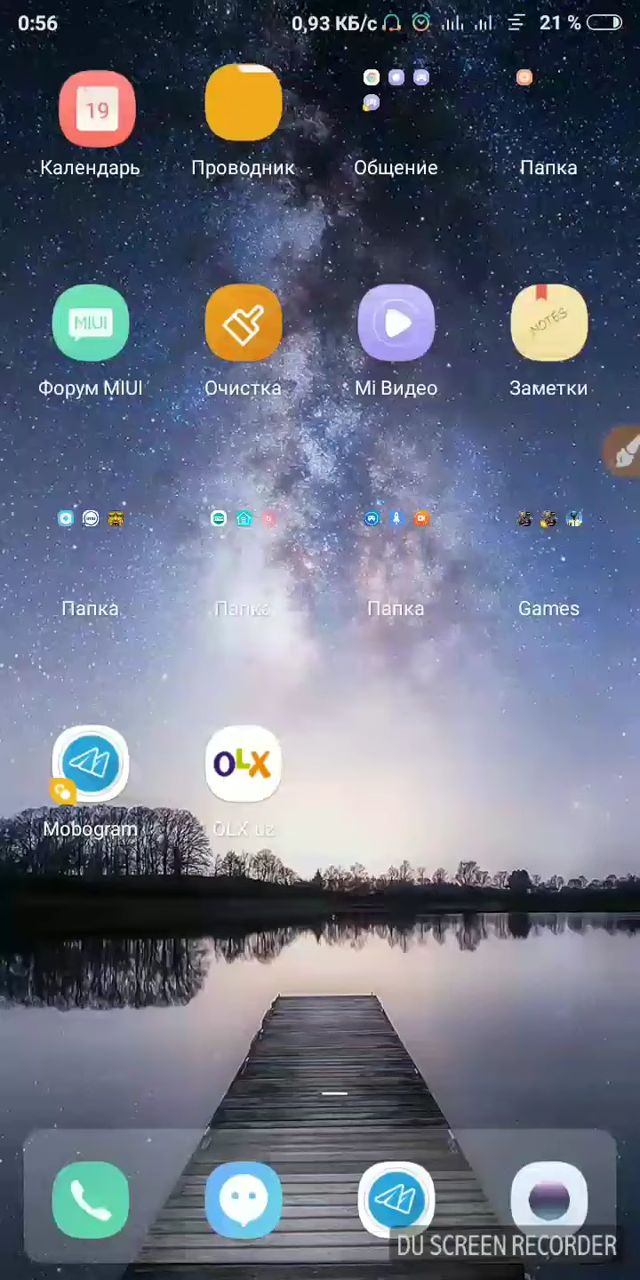 0:56 0,93 КБ/с 21 %
19
Календарь Проводник Общение Папка
MIUI NOTES
Форум MIUI Очистка Mi Видео Заметки
Папка Папка Папка Games
OLX
Mobogram OLX.uz
DU SCREEN RECORDER